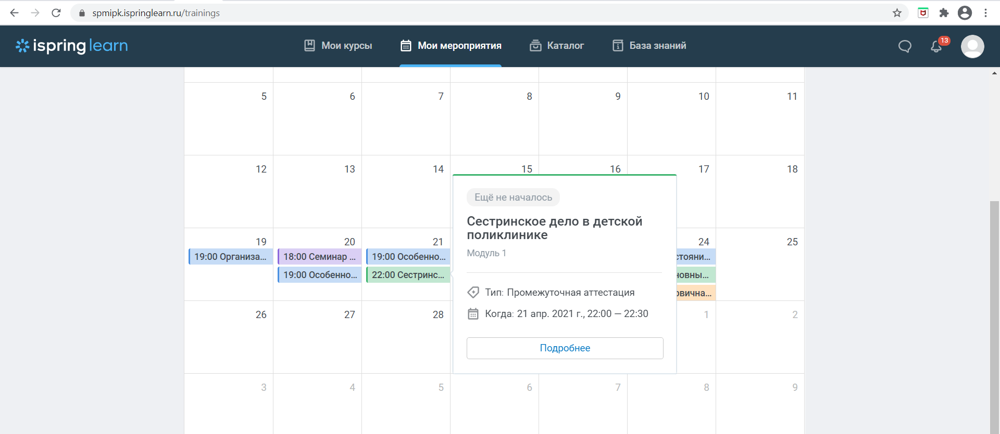 spmipk.ispringlearn.ru/trainings
ispring learn
Мои курсы
Мои мероприятия
Каталог
База знаний
13
5 6 7 8 9 10 11
12 13 14 15 16 17 18
19 20 21 24 25
19:00 Организа...
18:00 Семинар ...
19:00 Особенно...
19:00 Особенно...
22:00 Сестринс...
стояни...
новны...
рвична...
Ещё не началось
Сестринское дело в детской
поликлинике
Модуль 1
Тип: Промежуточная аттестация
Когда: 21 апр. 2021 г., 22:00 — 22:30
Подробнее
26 27 28 1 2
3 4 5 6 7 8 9